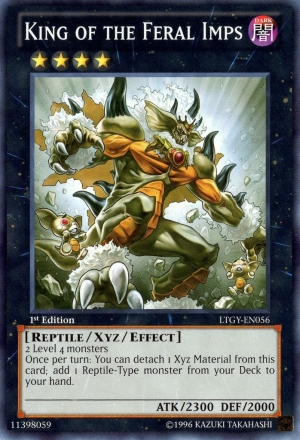 KING OF THE FERAL IMPS
DARK
闇
1st Edition
LTGY-EN056
[REPTILE/XYZ/EFFECT]
2 Level 4 monsters
Once per turn: You can detach 1 Xyz Material from this
card; add 1 Reptile-Type monster from your Deck to
your hand.
ATK/2300 DEF/2000
11398059
©1996 KAZUKI TAKAHASHI